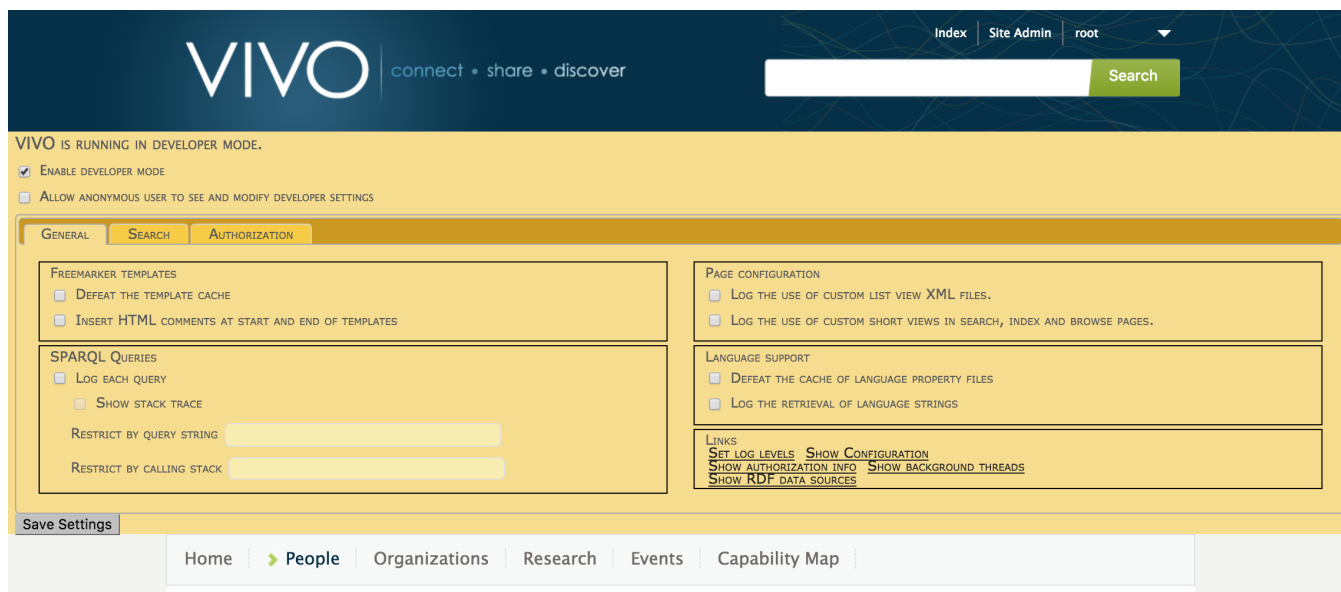 Index Site Admin root
VIVO connect • share • discover
Search
VIVO is running in developer mode.
Enable developer mode
Allow anonymous user to see and modify developer settings
General Search Authorization
Freemarker templates
Defeat the template cache
Insert HTML comments at start and end of templates
SPARQL Queries
Log each query
Show stack trace
Restrict by query string
Restrict by calling stack
Page configuration
Log the use of custom list view XML files.
Log the use of custom short views in search, index and browse pages.
Language support
Defeat the cache of language property files
Log the retrieval of language strings
Links
Set log levels Show Configuration
Show authorization info Show background threads
Show RDF data sources
Save Settings
Home People Organizations Research Events Capability Map